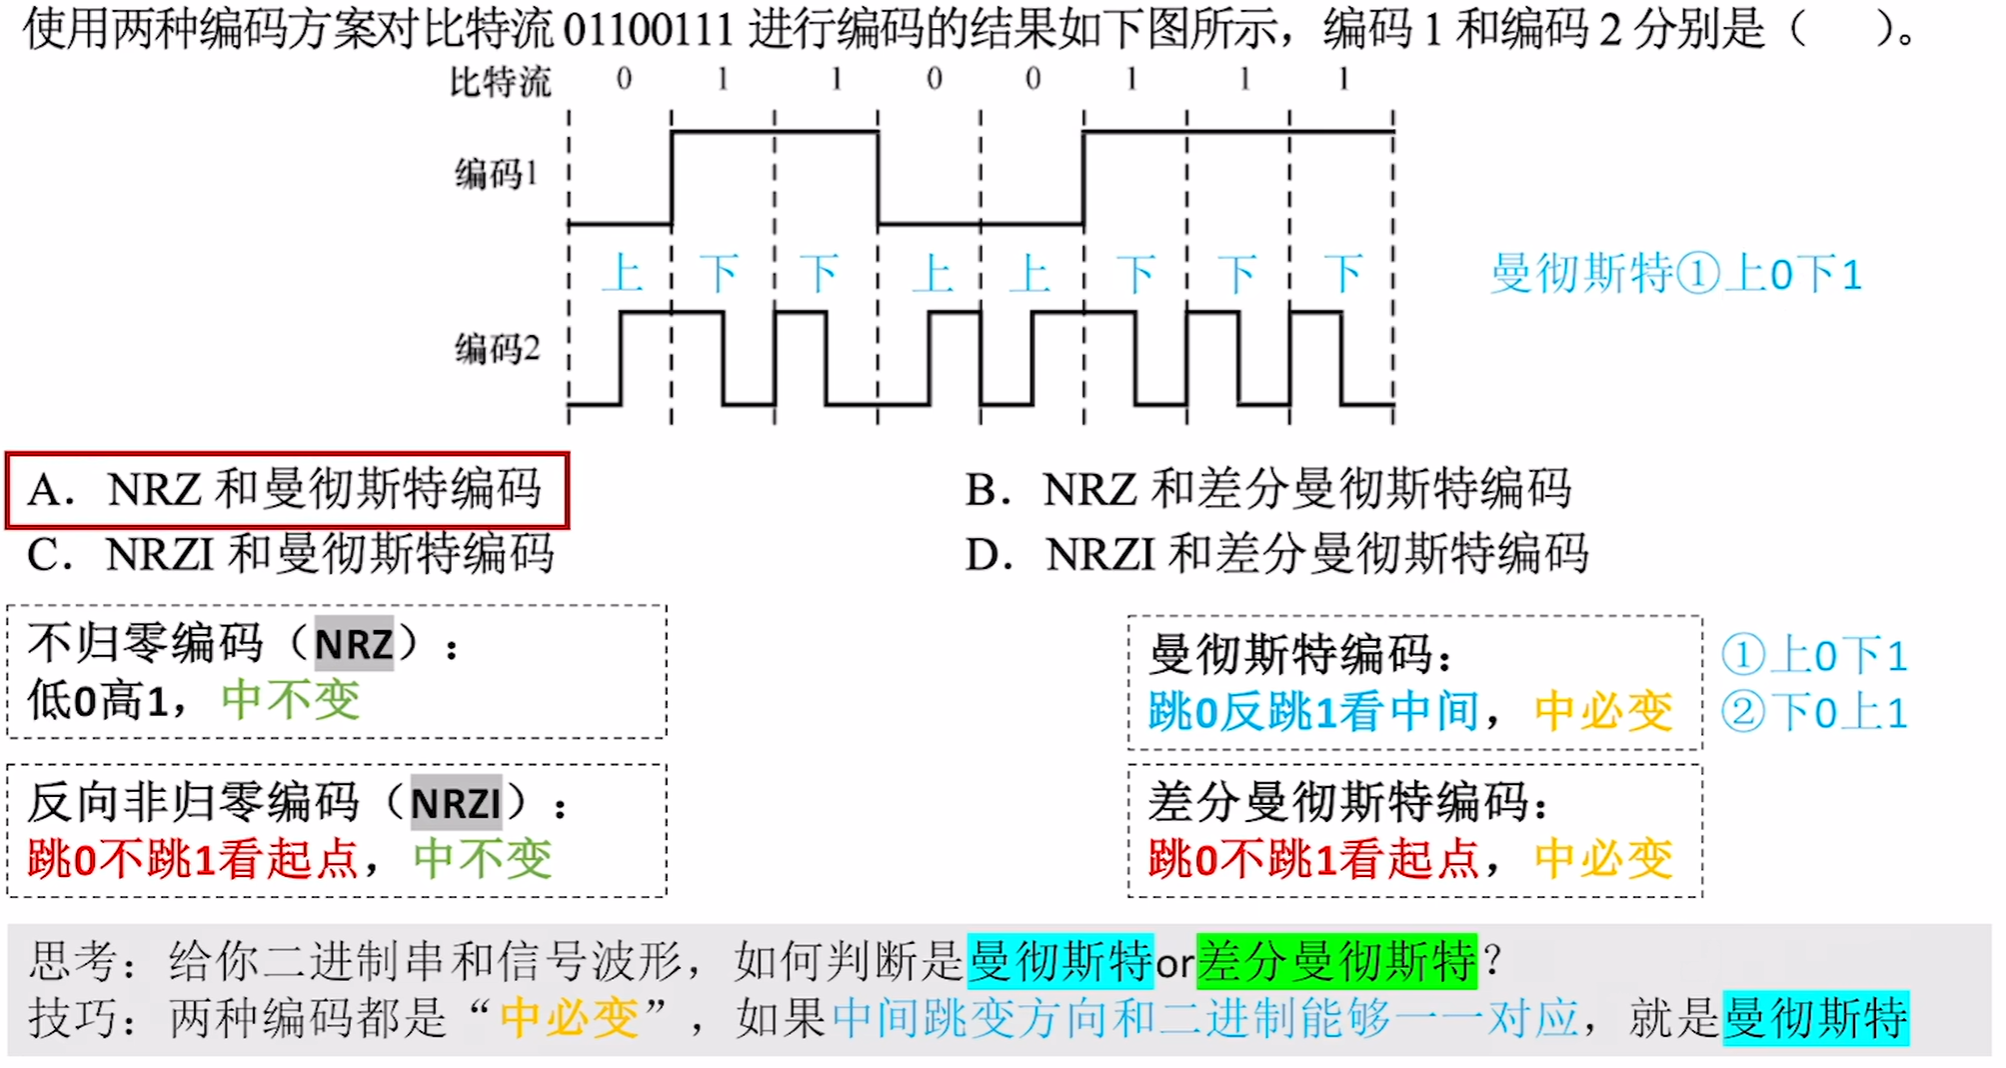 使用两种编码方案对比特流 01100111 进行编码的结果如下图所示，编码 1 和编码 2 分别是（　　）。
比特流 0 1 1 0 0 1 1 1
编码1
上 下 下 上 上 下 下 下 曼彻斯特①上0下1
编码2
A. NRZ 和曼彻斯特编码 B. NRZ 和差分曼彻斯特编码
C. NRZI 和曼彻斯特编码 D. NRZI 和差分曼彻斯特编码
不归零编码（NRZ）：
低0高1，中不变
曼彻斯特编码： ①上0下1
跳0反跳1看中间，中必变 ②下0上1
反向非归零编码（NRZI）：
跳0不跳1看起点，中不变
差分曼彻斯特编码：
跳0不跳1看起点，中必变
思考：给你二进制串和信号波形，如何判断是曼彻斯特or差分曼彻斯特？
技巧：两种编码都是“中必变”，如果中间跳变方向和二进制能够一一对应，就是曼彻斯特